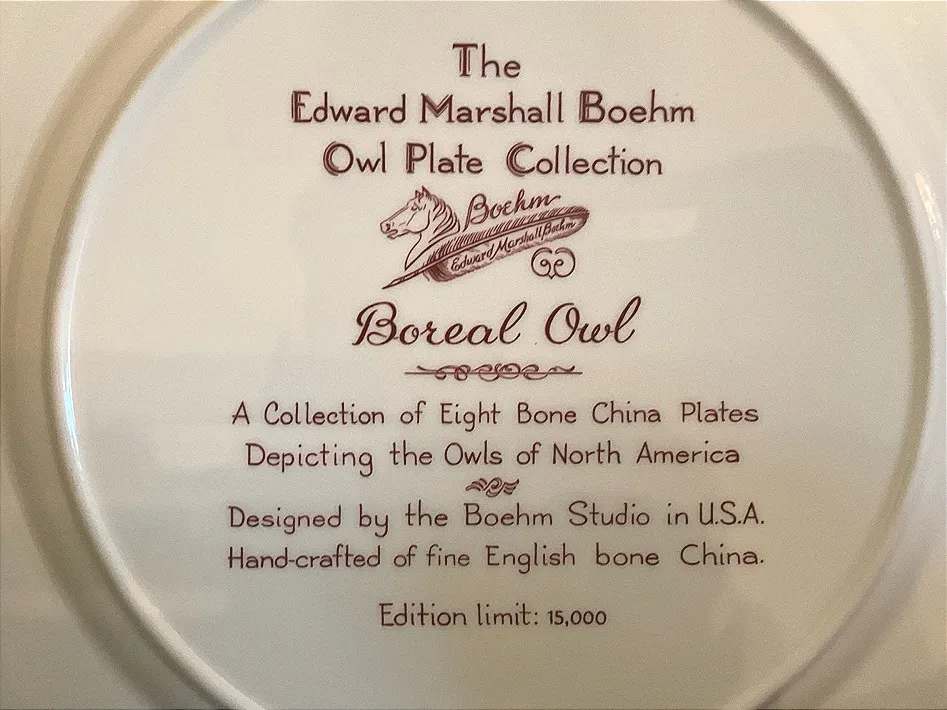 The
Edward Marshall Boehm
Owl Plate Collection
Boehm
Edward Marshall Boehm
Boreal Owl
A Collection of Eight Bone China Plates
Depicting the Owls of North America
Designed by the Boehm Studio in U.S.A.
Hand-crafted of fine English bone China.
Edition limit: 15,000